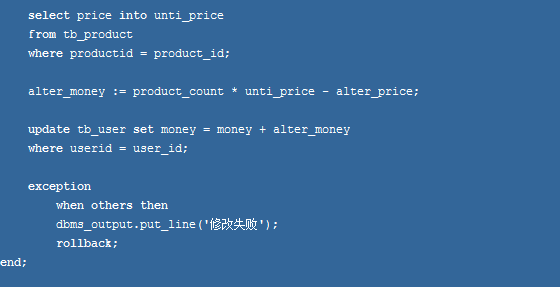 select price into unti_price
from tb_product
where productid = product_id;
alter_money := product_count * unti_price - alter_price;
update tb_user set money = money + alter_money
where userid = user_id;
exception
when others then
dbms_output.put_line('修改失败');
rollback;
end;